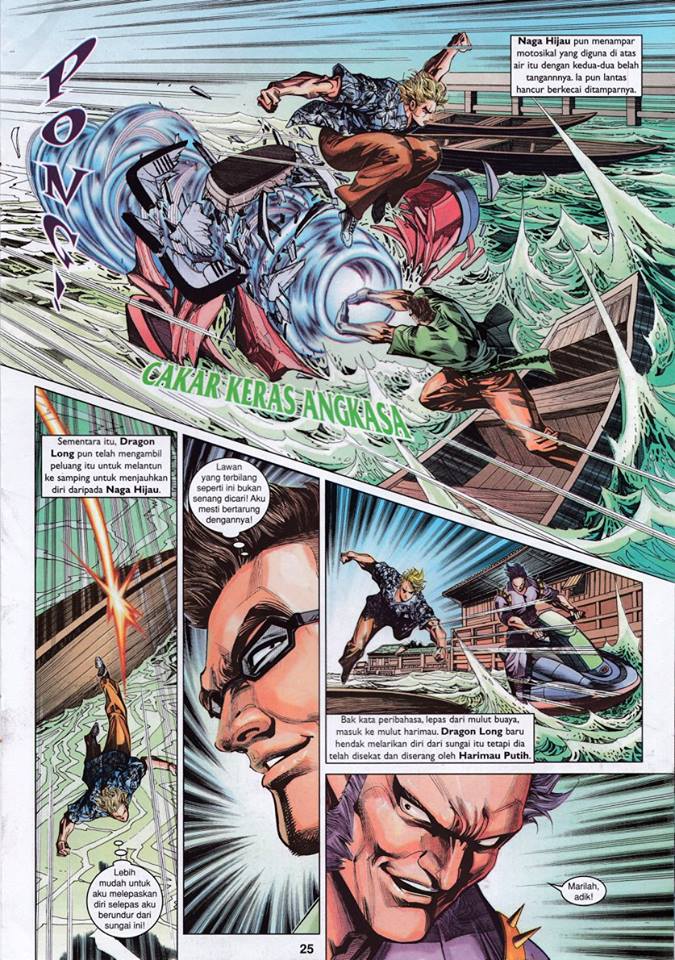 Naga Hijau pun menampar
motosikal yang diguna di atas
air itu dengan kedua-dua belah
tangannnya. Ia pun lantas
hancur berkecai ditamparnya.
PONG!
CAKAR KERAS ANGKASA
Sementara itu, Dragon
Long pun telah mengambil
peluang itu untuk melantun
ke samping untuk menjauhkan
diri daripada Naga Hijau.
Lebih
mudah untuk
aku melepaskan
diri selepas aku
berundur dari
sungai ini!
Lawan
yang terbilang
seperti ini bukan
senang dicari! Aku
mesti bertarung
dengannya!
Bak kata peribahasa, lepas dari mulut buaya,
masuk ke mulut harimau. Dragon Long baru
hendak melarikan diri dari sungai itu tetapi dia
telah disekat dan diserang oleh Harimau Putih.
Marilah,
adik!
25